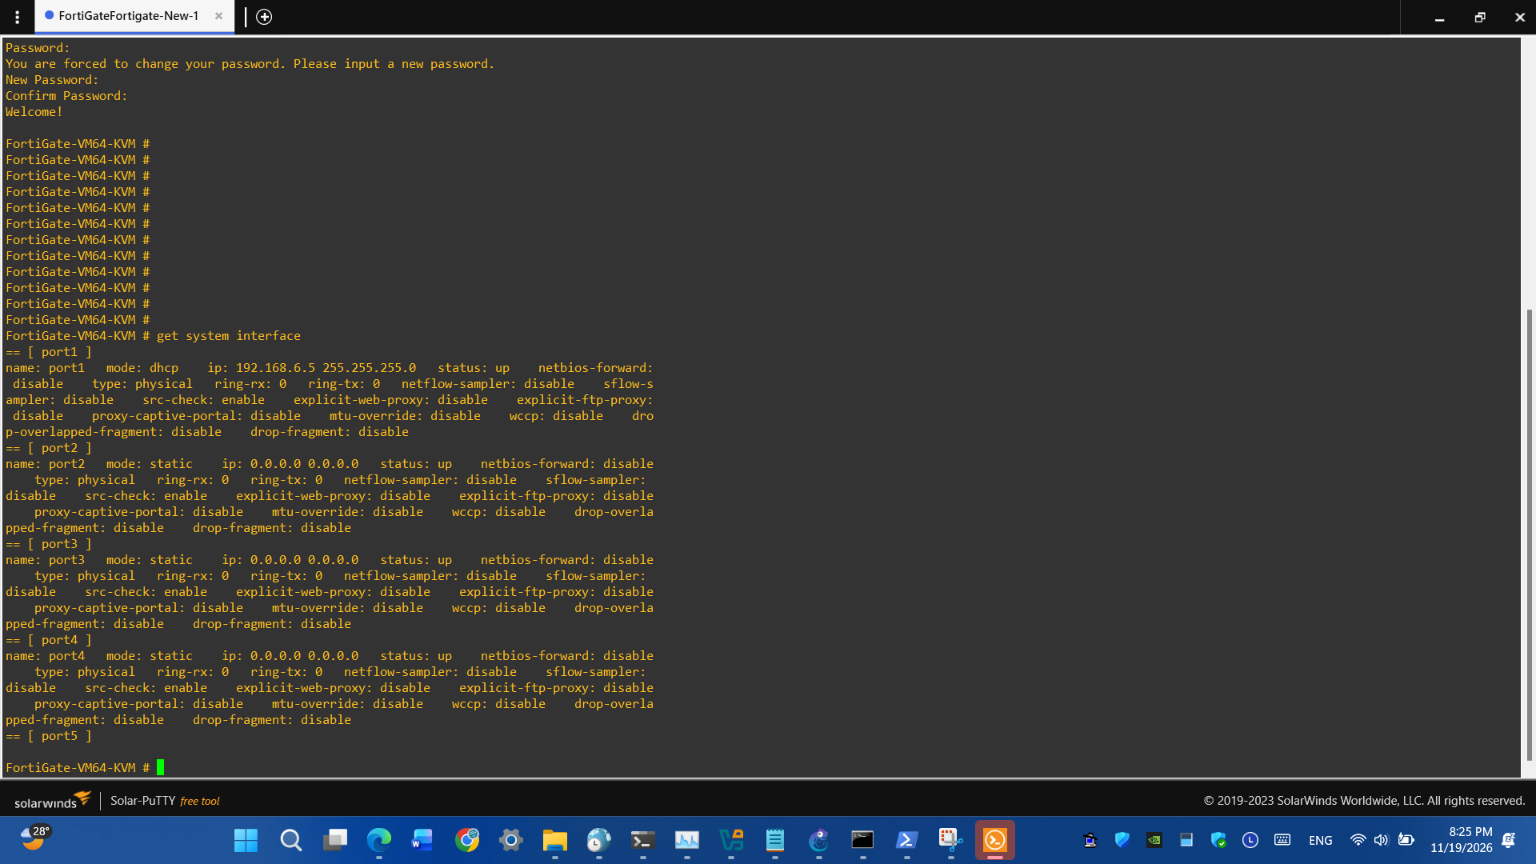 FortiGateFortigate-New-1
Password:
You are forced to change your password. Please input a new password.
New Password:
Confirm Password:
Welcome!
FortiGate-VM64-KVM #
FortiGate-VM64-KVM #
FortiGate-VM64-KVM #
FortiGate-VM64-KVM #
FortiGate-VM64-KVM #
FortiGate-VM64-KVM #
FortiGate-VM64-KVM #
FortiGate-VM64-KVM #
FortiGate-VM64-KVM #
FortiGate-VM64-KVM #
FortiGate-VM64-KVM #
FortiGate-VM64-KVM #
FortiGate-VM64-KVM # get system interface
== [ port1 ]
name: port1   mode: dhcp    ip: 192.168.6.5 255.255.255.0   status: up    netbios-forward:
 disable    type: physical   ring-rx: 0   ring-tx: 0   netflow-sampler: disable    sflow-s
ampler: disable    src-check: enable    explicit-web-proxy: disable    explicit-ftp-proxy:
 disable    proxy-captive-portal: disable    mtu-override: disable    wccp: disable    dro
p-overlapped-fragment: disable    drop-fragment: disable
== [ port2 ]
name: port2   mode: static    ip: 0.0.0.0 0.0.0.0   status: up    netbios-forward: disable
    type: physical   ring-rx: 0   ring-tx: 0   netflow-sampler: disable    sflow-sampler:
disable    src-check: enable    explicit-web-proxy: disable    explicit-ftp-proxy: disable
    proxy-captive-portal: disable    mtu-override: disable    wccp: disable    drop-overla
pped-fragment: disable    drop-fragment: disable
== [ port3 ]
name: port3   mode: static    ip: 0.0.0.0 0.0.0.0   status: up    netbios-forward: disable
    type: physical   ring-rx: 0   ring-tx: 0   netflow-sampler: disable    sflow-sampler:
disable    src-check: enable    explicit-web-proxy: disable    explicit-ftp-proxy: disable
    proxy-captive-portal: disable    mtu-override: disable    wccp: disable    drop-overla
pped-fragment: disable    drop-fragment: disable
== [ port4 ]
name: port4   mode: static    ip: 0.0.0.0 0.0.0.0   status: up    netbios-forward: disable
    type: physical   ring-rx: 0   ring-tx: 0   netflow-sampler: disable    sflow-sampler:
disable    src-check: enable    explicit-web-proxy: disable    explicit-ftp-proxy: disable
    proxy-captive-portal: disable    mtu-override: disable    wccp: disable    drop-overla
pped-fragment: disable    drop-fragment: disable
== [ port5 ]
FortiGate-VM64-KVM #
solarwinds Solar-PuTTY free tool © 2019-2023 SolarWinds Worldwide, LLC. All rights reserved.
28° ENG 8:25 PM
11/19/2026